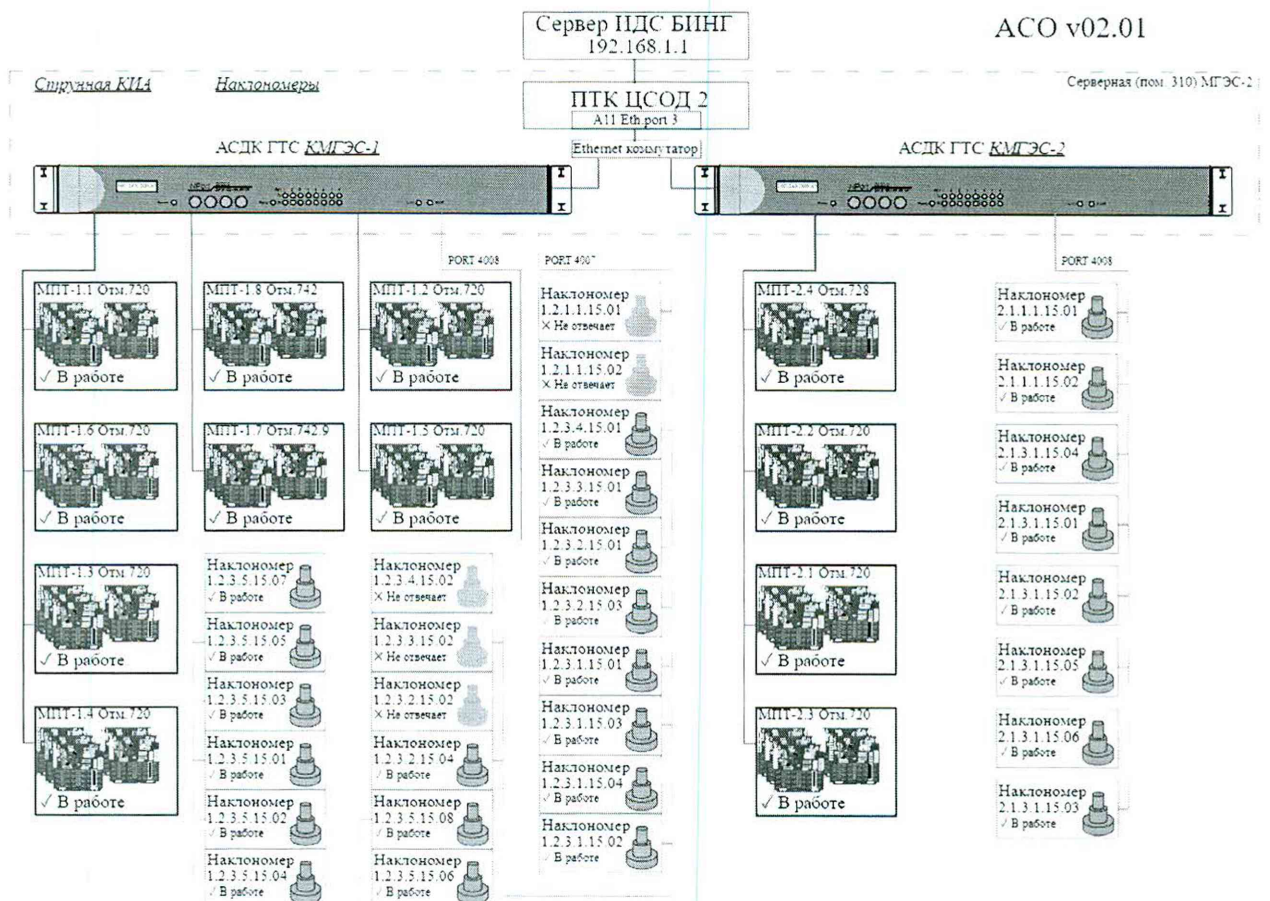 Сервер ИДС БИНГ
192.168.1.1
АСО v02.01
Струнная КИА
Наклономеры
Серверная (пом. 310) МГЭС-2
ПТК ЦСОД 2
А11 Eth.port 3
Ethernet коммутатор
АСДК ГТС КМГЭС-1
АСДК ГТС КМГЭС-2
PORT 4008
PORT 4007
PORT 4008
МПТ-1.1 Отм.720
✓ В работе
МПТ-1.6 Отм.720
✓ В работе
МПТ-1.3 Отм.720
✓ В работе
МПТ-1.4 Отм.720
✓ В работе
МПТ-1.8 Отм.742
✓ В работе
МПТ-1.7 Отм.742.9
✓ В работе
Наклономер
1.2.3.5.15.07
✓ В работе
Наклономер
1.2.3.5.15.05
✓ В работе
Наклономер
1.2.3.5.15.03
✓ В работе
Наклономер
1.2.3.5.15.01
✓ В работе
Наклономер
1.2.3.5.15.02
✓ В работе
Наклономер
1.2.3.5.15.04
✓ В работе
МПТ-1.2 Отм.720
✓ В работе
МПТ-1.5 Отм.720
✓ В работе
Наклономер
1.2.3.4.15.02
× Не отвечает
Наклономер
1.2.3.3.15.02
× Не отвечает
Наклономер
1.2.3.2.15.02
× Не отвечает
Наклономер
1.2.3.2.15.04
✓ В работе
Наклономер
1.2.3.5.15.08
✓ В работе
Наклономер
1.2.3.5.15.06
✓ В работе
Наклономер
1.2.1.1.15.01
× Не отвечает
Наклономер
1.2.1.1.15.02
× Не отвечает
Наклономер
1.2.3.4.15.01
✓ В работе
Наклономер
1.2.3.3.15.01
✓ В работе
Наклономер
1.2.3.2.15.01
✓ В работе
Наклономер
1.2.3.2.15.03
✓ В работе
Наклономер
1.2.3.1.15.01
✓ В работе
Наклономер
1.2.3.1.15.03
✓ В работе
Наклономер
1.2.3.1.15.04
✓ В работе
Наклономер
1.2.3.1.15.02
✓ В работе
МПТ-2.4 Отм.728
✓ В работе
МПТ-2.2 Отм.720
✓ В работе
МПТ-2.1 Отм.720
✓ В работе
МПТ-2.3 Отм.720
✓ В работе
Наклономер
2.1.1.1.15.01
✓ В работе
Наклономер
2.1.1.1.15.02
✓ В работе
Наклономер
2.1.3.1.15.04
✓ В работе
Наклономер
2.1.3.1.15.01
✓ В работе
Наклономер
2.1.3.1.15.02
✓ В работе
Наклономер
2.1.3.1.15.05
✓ В работе
Наклономер
2.1.3.1.15.06
✓ В работе
Наклономер
2.1.3.1.15.03
✓ В работе